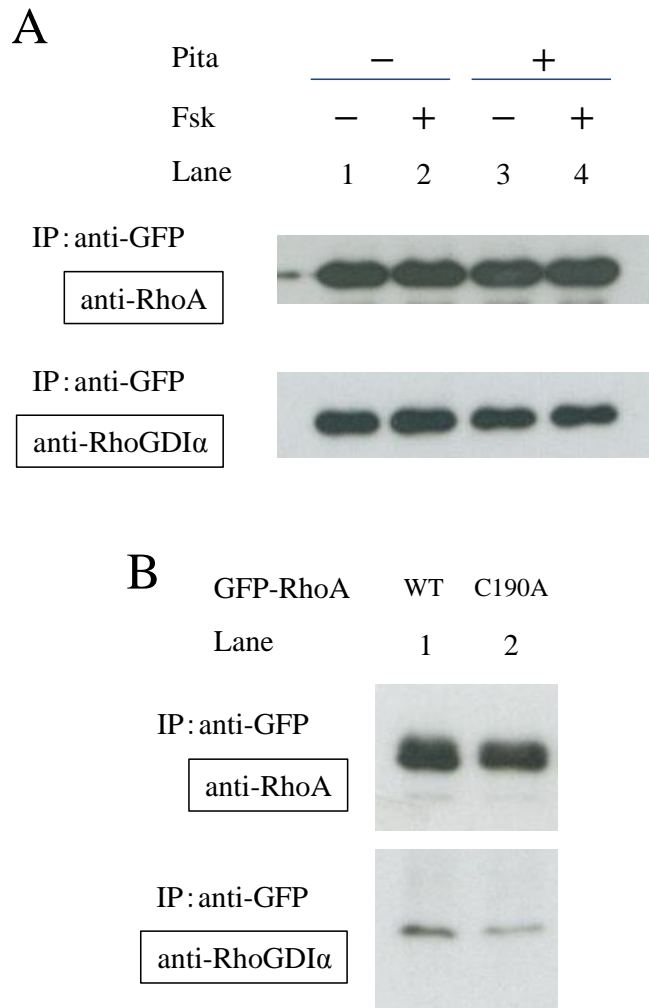 A
Pita − +
Fsk − + − +
Lane 1 2 3 4
IP:anti-GFP
anti-RhoA
IP:anti-GFP
anti-RhoGDIα
B
GFP-RhoA WT C190A
Lane 1 2
IP:anti-GFP
anti-RhoA
IP:anti-GFP
anti-RhoGDIα